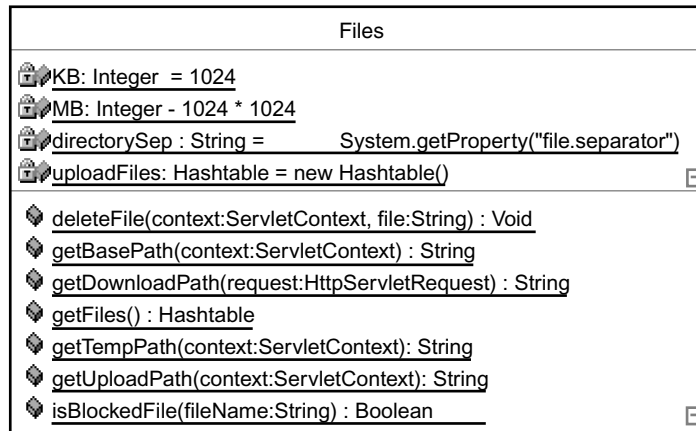 Files
KB: Integer = 1024
MB: Integer - 1024 * 1024
directorySep : String = System.getProperty("file.separator")
uploadFiles: Hashtable = new Hashtable()
deleteFile(context:ServletContext, file:String) : Void
getBasePath(context:ServletContext) : String
getDownloadPath(request:HttpServletRequest) : String
getFiles() : Hashtable
getTempPath(context:ServletContext): String
getUploadPath(context:ServletContext): String
isBlockedFile(fileName:String) : Boolean